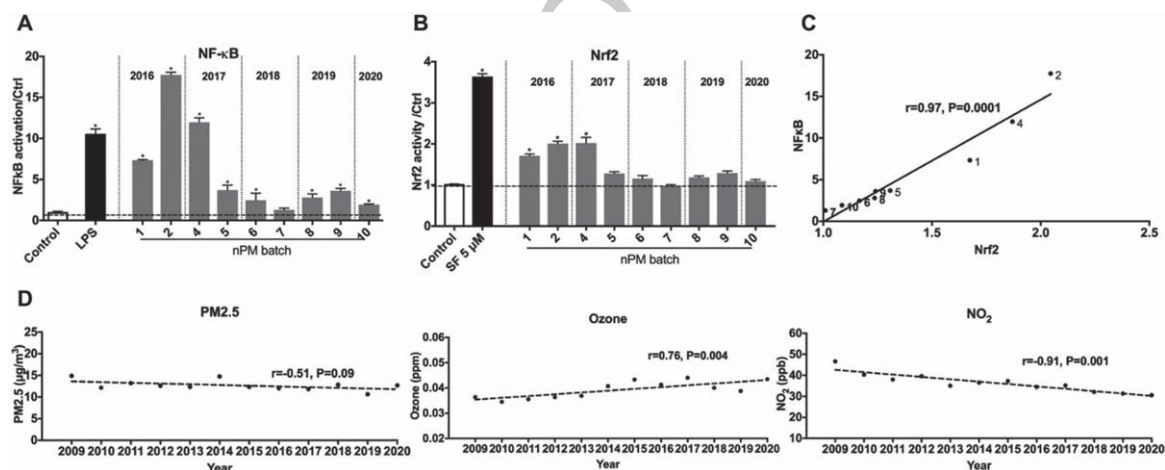 A
NF-κB
NFkB activation/Ctrl
20
15
10
5
0
2016 2017 2018 2019 2020
Control LPS 1 2 4 5 6 7 8 9 10
nPM batch
B
Nrf2
Nrf2 activity /Ctrl
4
3
2
1
0
2016 2017 2018 2019 2020
Control SF 5 μM 1 2 4 5 6 7 8 9 10
nPM batch
C
NFκB
20
15
10
5
0
r=0.97, P=0.0001
2
4
1
5
9
8
6
10
7
1.0 1.5 2.0 2.5
Nrf2
D
PM2.5
PM2.5 (μg/m³)
25
20
15
10
5
0
r=-0.51, P=0.09
2009 2010 2011 2012 2013 2014 2015 2016 2017 2018 2019 2020
Year
Ozone
Ozone (ppm)
0.06
0.05
0.04
0.03
0.02
r=0.76, P=0.004
2009 2010 2011 2012 2013 2014 2015 2016 2017 2018 2019 2020
Year
NO₂
NO₂ (ppb)
60
50
40
30
20
10
r=-0.91, P=0.001
2009 2010 2011 2012 2013 2014 2015 2016 2017 2018 2019 2020
Year